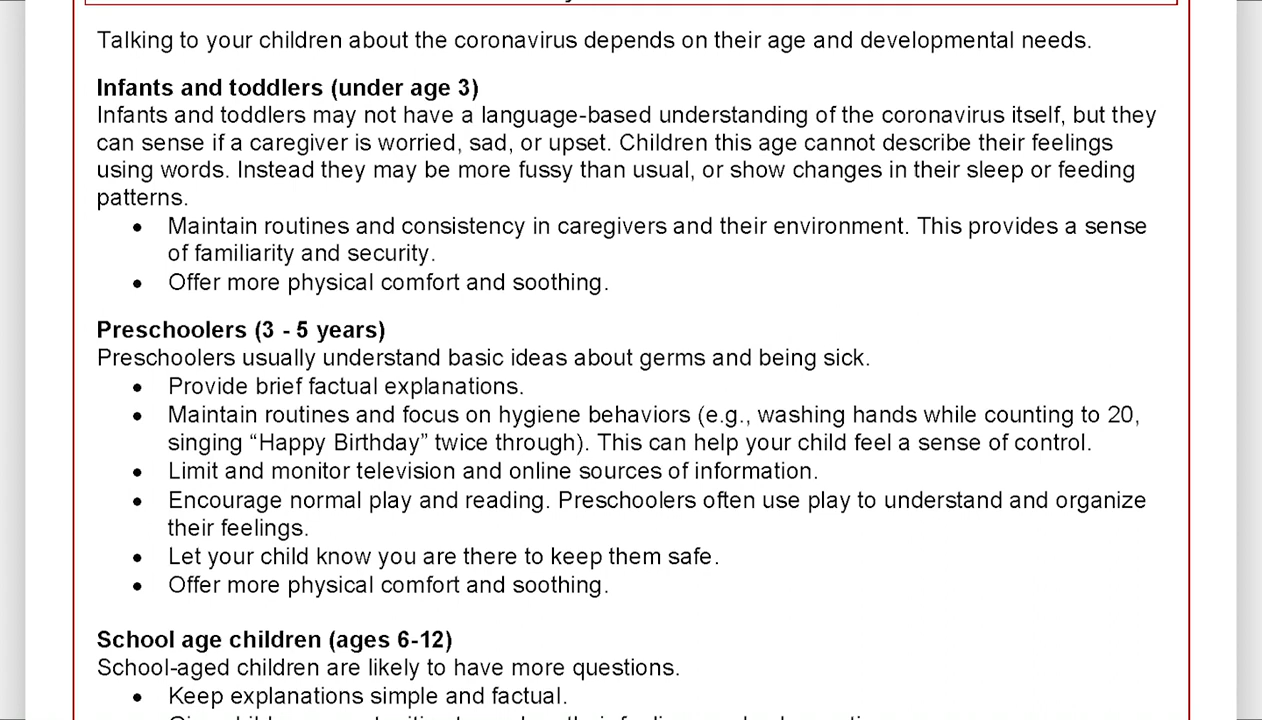 Talking to your children about the coronavirus depends on their age and developmental needs.
Infants and toddlers (under age 3)
Infants and toddlers may not have a language-based understanding of the coronavirus itself, but they
can sense if a caregiver is worried, sad, or upset. Children this age cannot describe their feelings
using words. Instead they may be more fussy than usual, or show changes in their sleep or feeding
patterns.
• Maintain routines and consistency in caregivers and their environment. This provides a sense
of familiarity and security.
• Offer more physical comfort and soothing.
Preschoolers (3 - 5 years)
Preschoolers usually understand basic ideas about germs and being sick.
• Provide brief factual explanations.
• Maintain routines and focus on hygiene behaviors (e.g., washing hands while counting to 20,
singing “Happy Birthday” twice through). This can help your child feel a sense of control.
• Limit and monitor television and online sources of information.
• Encourage normal play and reading. Preschoolers often use play to understand and organize
their feelings.
• Let your child know you are there to keep them safe.
• Offer more physical comfort and soothing.
School age children (ages 6-12)
School-aged children are likely to have more questions.
• Keep explanations simple and factual.